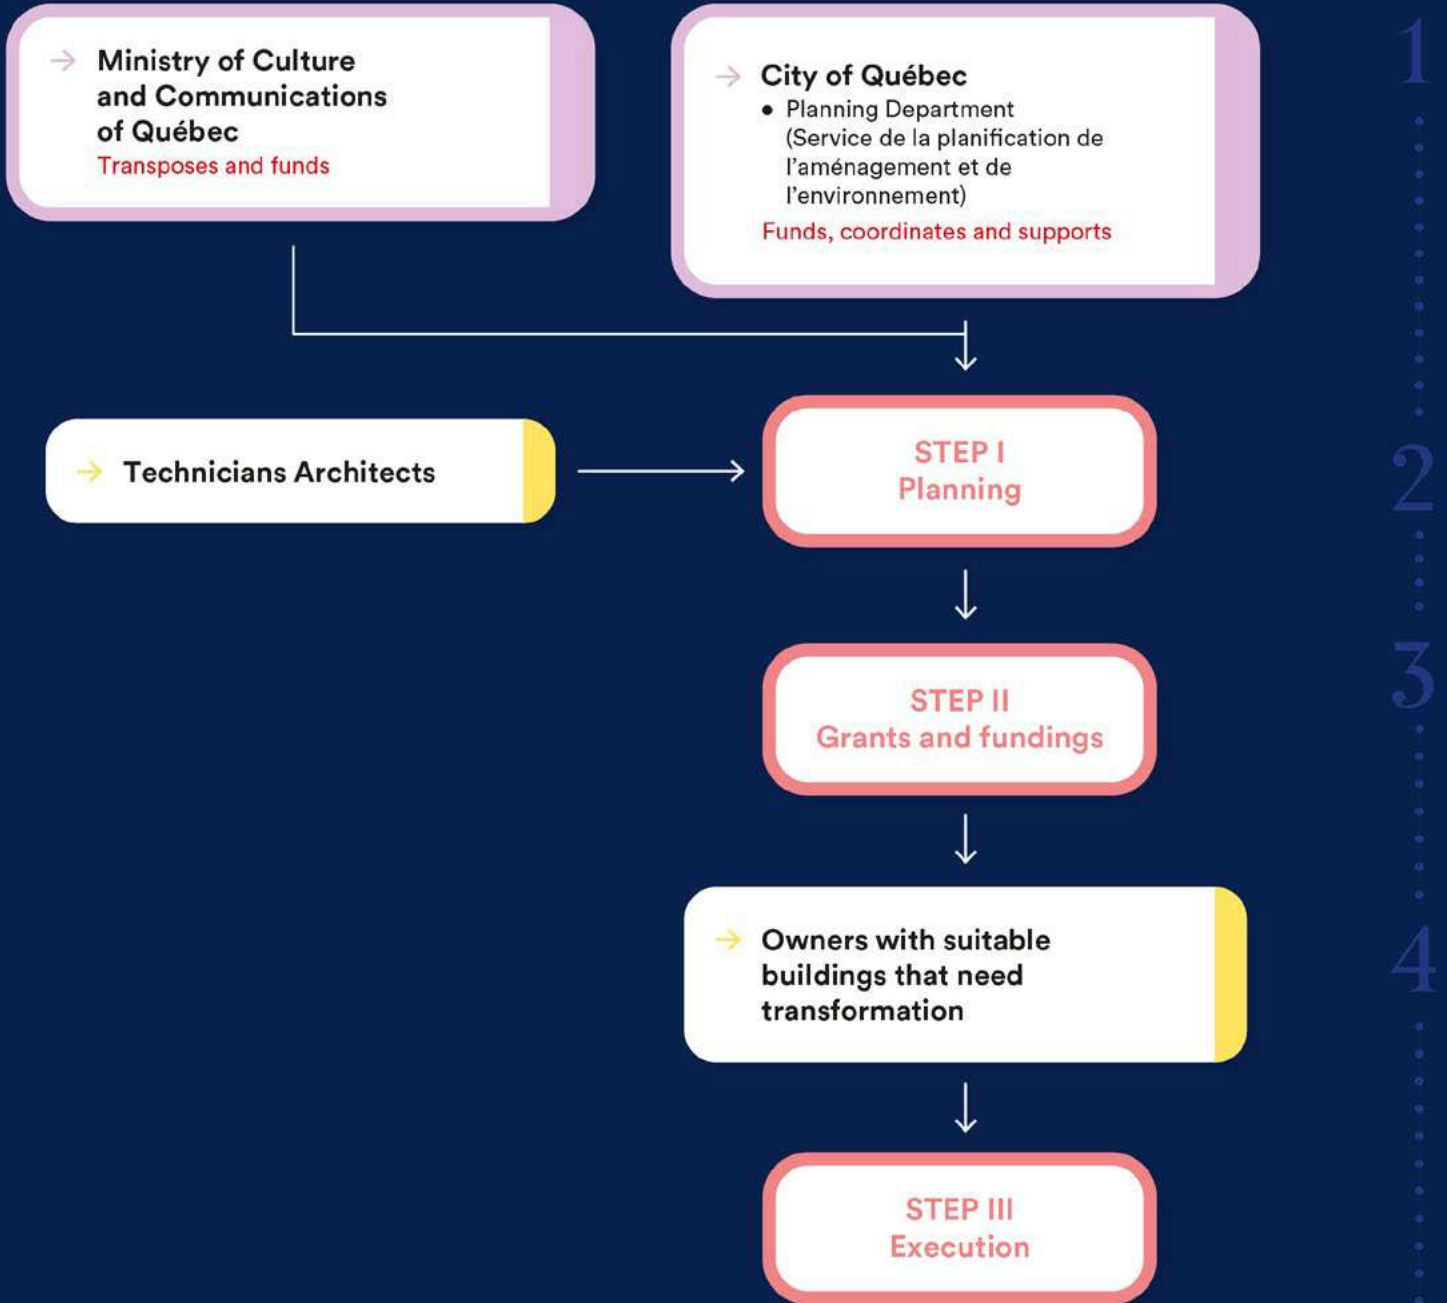 Ministry of Culture
and Communications
of Québec
Transposes and funds
City of Québec
• Planning Department
(Service de la planification de
l'aménagement et de
l'environnement)
Funds, coordinates and supports
1
Technicians Architects
STEP I
Planning
2
STEP II
Grants and fundings
3
Owners with suitable
buildings that need
transformation
4
STEP III
Execution